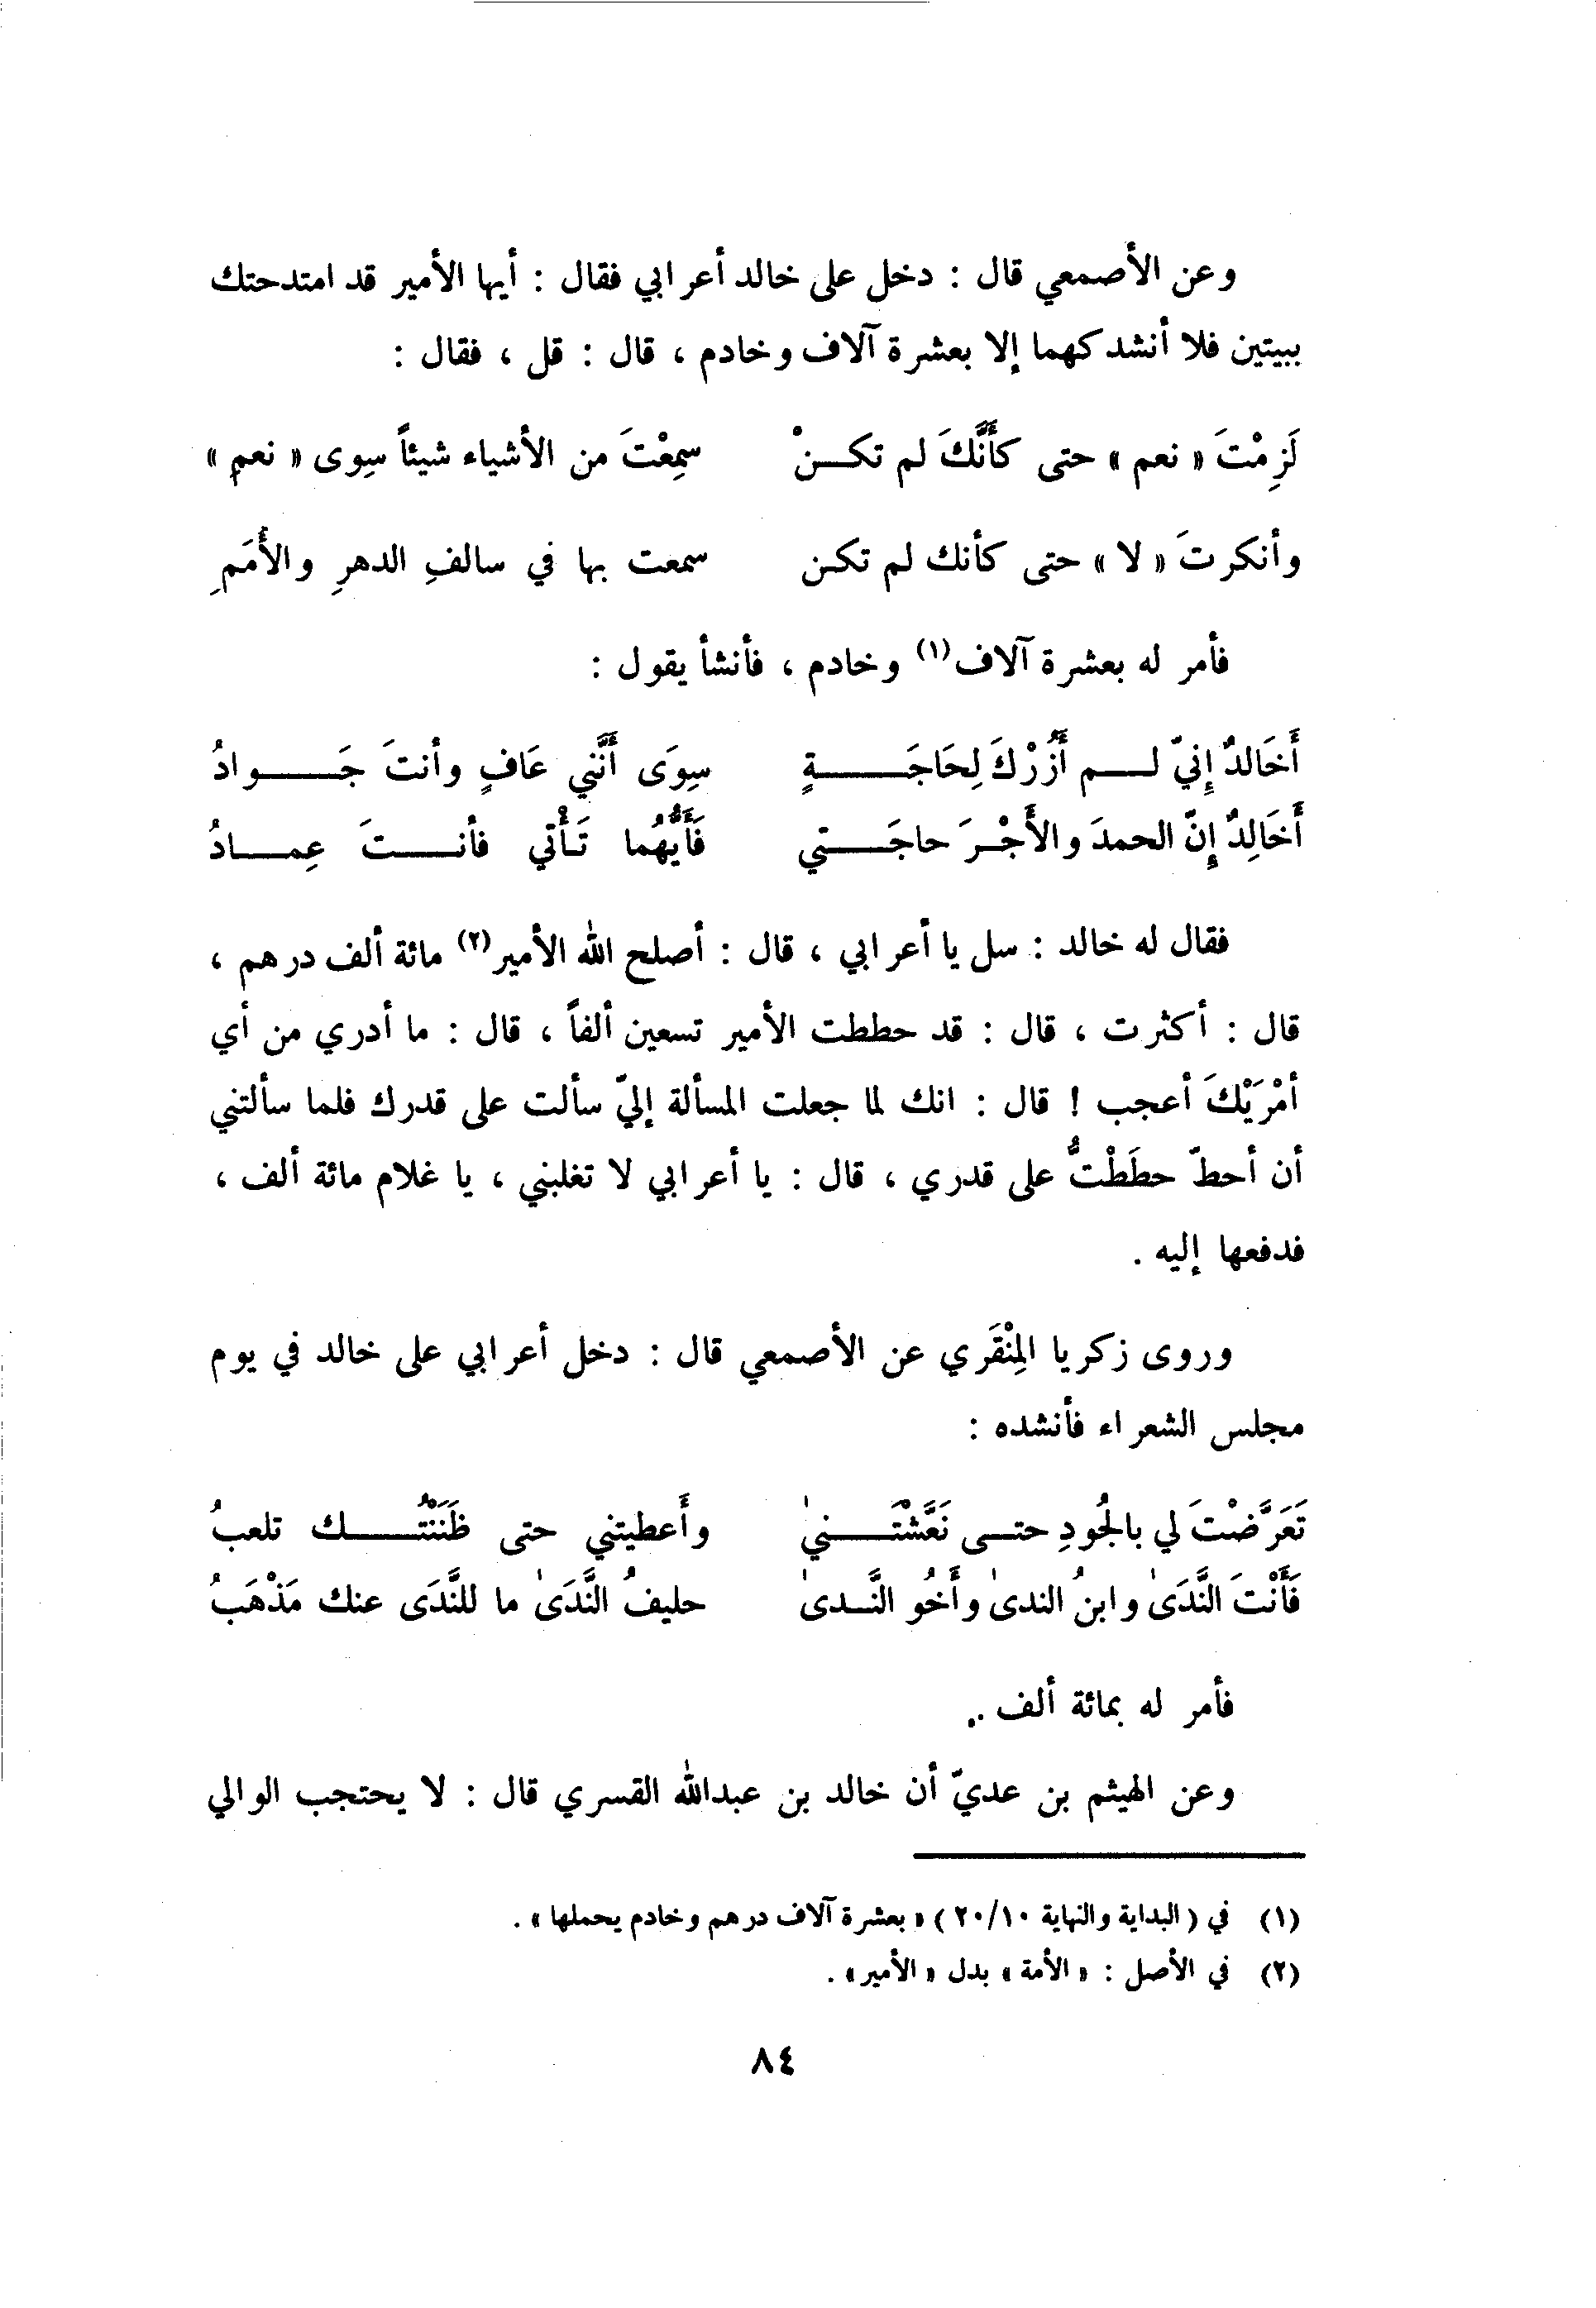 وعن الأصمعي قال : دخل على خالد أعرابي فقال : أيها الأمير قد امتدحتك
ببيتين فلا أنشدكهما إلا بعشرة آلاف وخادم ، قال : قل ، فقال :
لَزِمْتَ « نعم » حتى كأَنَّكَ لم تكـنْ سمِعْتَ من الأشياء شيئاً سِوى « نعمِ »
وأنكرتَ « لا » حتى كأنك لم تكن سمعت بها في سالفِ الدهرِ والأُمَمِ
فأمر له بعشرة آلاف(١) وخادم ، فأنشأ يقول :
أَخَالدٌ إِنيّ لـم أَزُرْكَ لِحَاجَـةٍ سِوَى أَنَّني عَافٍ وأنتَ جَـوادُ
أَخَالِدٌ إِنّ الحمدَ والأَجْـرَ حاجَـتي فَأَيُّهُما تَـأْتي فأنـتَ عِمـادُ
فقال له خالد : سل يا أعرابي ، قال : أصلح الله الأمير(٢) مائة ألف درهم ،
قال : أكثرت ، قال : قد حططت الأمير تسعين ألفاً ، قال : ما أدري من أي
أمْرَيْكَ أعجب ! قال : انك لما جعلت المسألة إليّ سألت على قدرك فلما سألتني
أن أحطّ حطَطْتُّ على قدري ، قال : يا أعرابي لا تغلبني ، يا غلام مائة ألف ،
فدفعها إليه .
وروى زكريا المِنْقَري عن الأصمعي قال : دخل أعرابي على خالد في يوم
مجلس الشعراء فأنشده :
تَعَرَّضْتَ لي بالجُودِ حتـى نَعَّشْتَـنيٰ وأَعطيتني حتى ظَنَنْتُـك تلعبُ
فَأَنْتَ النَّدَىٰ وابنُ الندىٰ وأَخُو النَّـدىٰ حليفُ النَّدَىٰ ما للنَّدَى عنك مَذْهَبُ
فأمر له بمائة ألف .
وعن الهيثم بن عديّ أن خالد بن عبدالله القسري قال : لا يحتجب الوالي
(١) في ( البداية والنهاية ٢٠/١٠ ) « بعشرة آلاف درهم وخادم يحملها » .
(٢) في الأصل : « الأمة » بدل « الأمير » .
٨٤